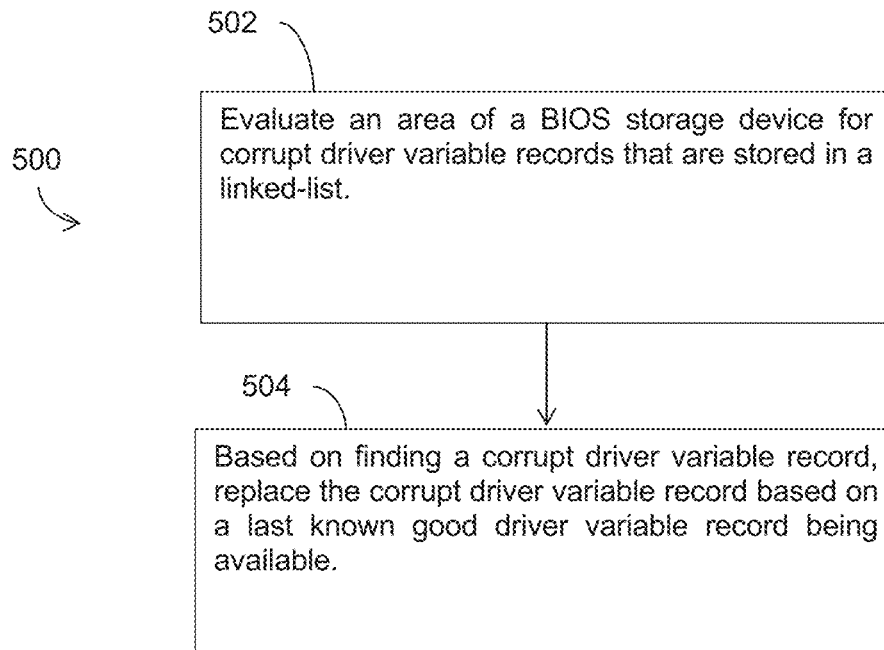 502
500
Evaluate an area of a BIOS storage device for
corrupt driver variable records that are stored in a
linked-list.
504
Based on finding a corrupt driver variable record,
replace the corrupt driver variable record based on
a last known good driver variable record being
available.